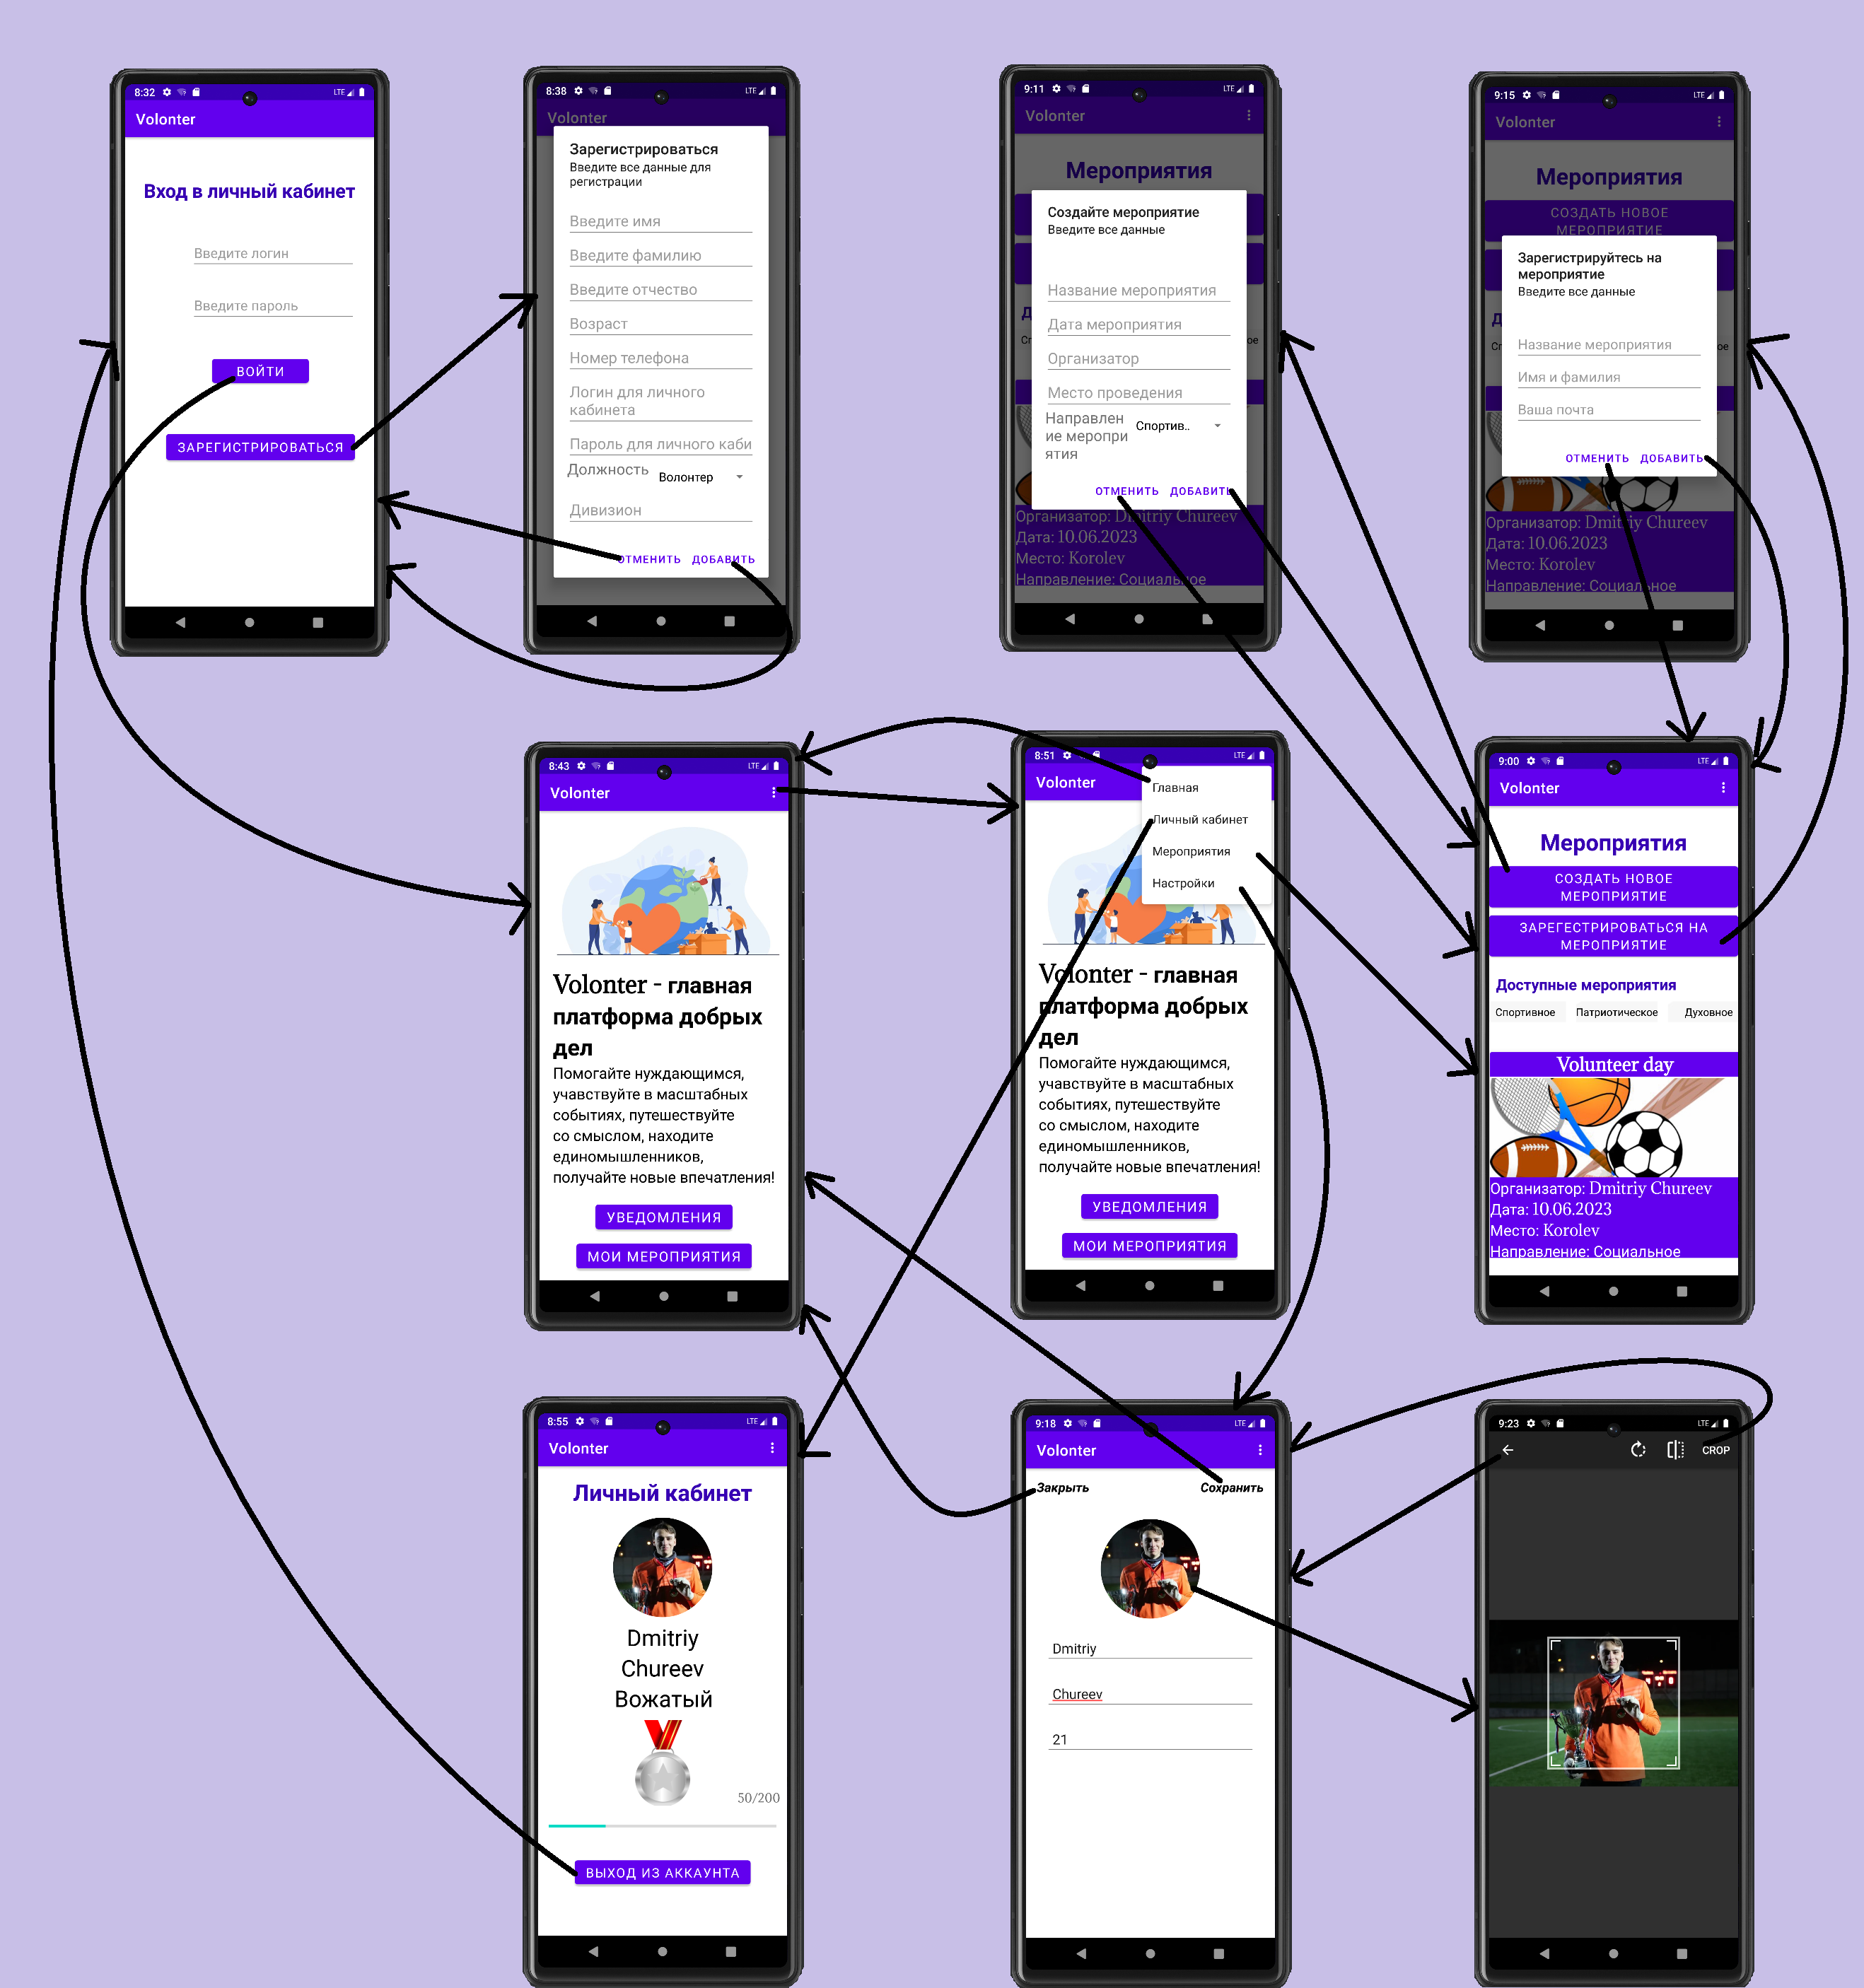 8:32
LTE
Volonter
Вход в личный кабинет
Введите логин
Введите пароль
ВОЙТИ
ЗАРЕГИСТРИРОВАТЬСЯ
8:38
LTE
Volonter
Зарегистрироваться
Введите все данные для
регистрации
Введите имя
Введите фамилию
Введите отчество
Возраст
Номер телефона
Логин для личного
кабинета
Пароль для личного каби
Должность
Волонтер
Дивизион
ОТМЕНИТЬ ДОБАВИТЬ
9:11
LTE
Volonter
Мероприятия
Создайте мероприятие
Введите все данные
Название мероприятия
Дата мероприятия
Организатор
Место проведения
Направлен
ие меропри
ятия
Спортив..
ОТМЕНИТЬ ДОБАВИТЬ
Организатор: Dmitriy Chureev
Дата: 10.06.2023
Место: Korolev
Направление: Социальное
9:15
LTE
Volonter
Мероприятия
СОЗДАТЬ НОВОЕ
МЕРОПРИЯТИЕ
Зарегистрируйтесь на
мероприятие
Введите все данные
Название мероприятия
Имя и фамилия
Ваша почта
ОТМЕНИТЬ ДОБАВИТЬ
Организатор: Dmitriy Chureev
Дата: 10.06.2023
Место: Korolev
Направление: Социальное
8:43
LTE
Volonter
Volonter - главная
платформа добрых
дел
Помогайте нуждающимся,
учавствуйте в масштабных
событиях, путешествуйте
со смыслом, находите
единомышленников,
получайте новые впечатления!
УВЕДОМЛЕНИЯ
МОИ МЕРОПРИЯТИЯ
8:51
LTE
Volonter
Главная
Личный кабинет
Мероприятия
Настройки
Volonter - главная
платформа добрых
дел
Помогайте нуждающимся,
учавствуйте в масштабных
событиях, путешествуйте
со смыслом, находите
единомышленников,
получайте новые впечатления!
УВЕДОМЛЕНИЯ
МОИ МЕРОПРИЯТИЯ
9:00
LTE
Volonter
Мероприятия
СОЗДАТЬ НОВОЕ
МЕРОПРИЯТИЕ
ЗАРЕГЕСТРИРОВАТЬСЯ НА
МЕРОПРИЯТИЕ
Доступные мероприятия
Спортивное Патриотическое Духовное
Volunteer day
Организатор: Dmitriy Chureev
Дата: 10.06.2023
Место: Korolev
Направление: Социальное
8:55
LTE
Volonter
Личный кабинет
Dmitriy
Chureev
Вожатый
50/200
ВЫХОД ИЗ АККАУНТА
9:18
LTE
Volonter
Закрыть Сохранить
Dmitriy
Chureev
21
9:23
LTE
CROP